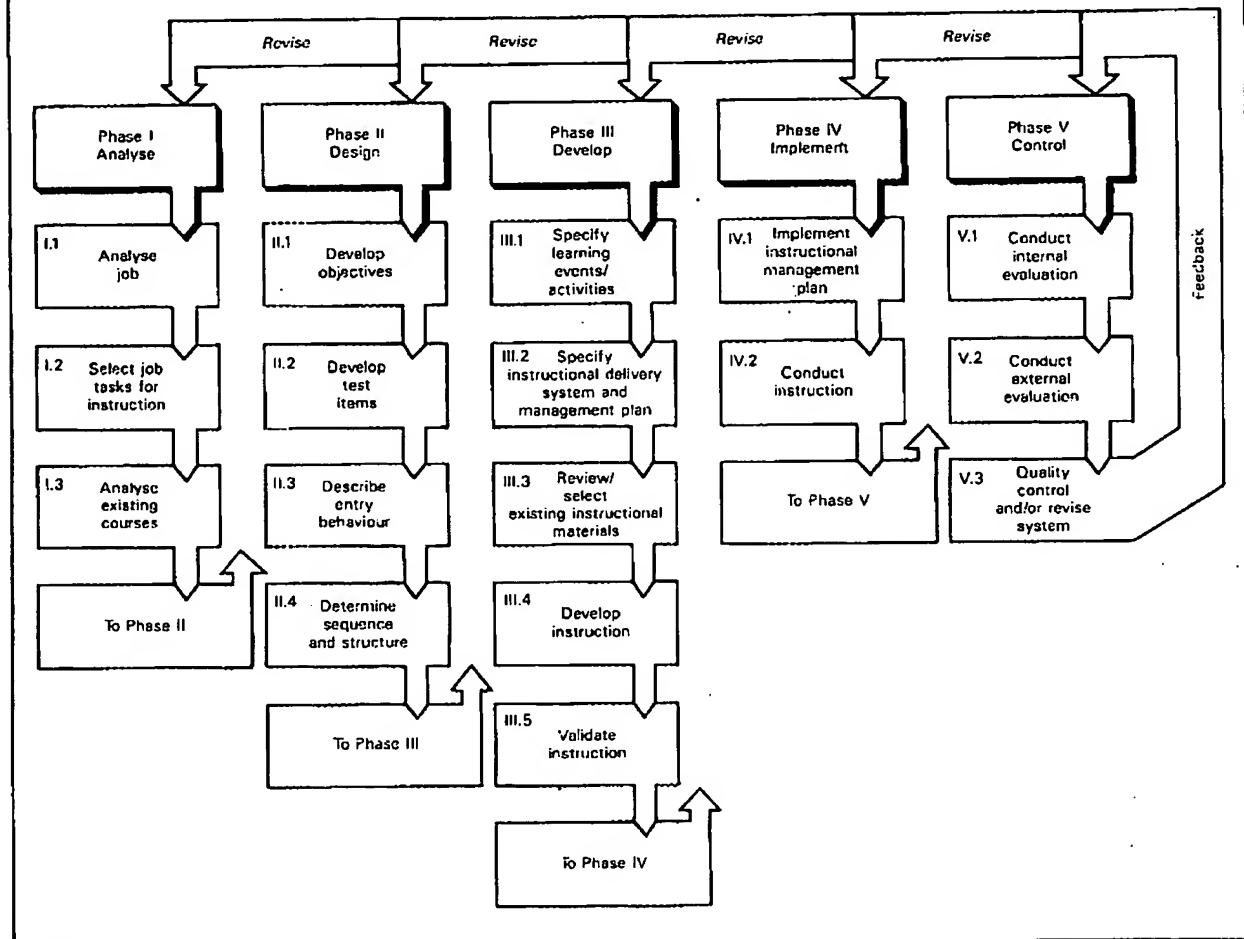 Revise
Revise
Revise
Revise
Phase I
Analyse
I.1
Analyse
job
I.2
Select job
tasks for
instruction
I.3
Analyse
existing
courses
To Phase II
Phase II
Design
II.1
Develop
objectives
II.2
Develop
test
items
II.3
Describe
entry
behaviour
II.4
Determine
sequence
and structure
To Phase III
Phase III
Develop
III.1
Specify
learning
events/
activities
III.2
Specify
instructional delivery
system and
management plan
III.3
Review/
select
existing instructional
materials
III.4
Develop
instruction
III.5
Validate
instruction
To Phase IV
Phase IV
Implement
IV.1
Implement
instructional
management
plan
IV.2
Conduct
instruction
To Phase V
Phase V
Control
V.1
Conduct
internal
evaluation
V.2
Conduct
external
evaluation
V.3
Quality
control
and/or revise
system
feedback